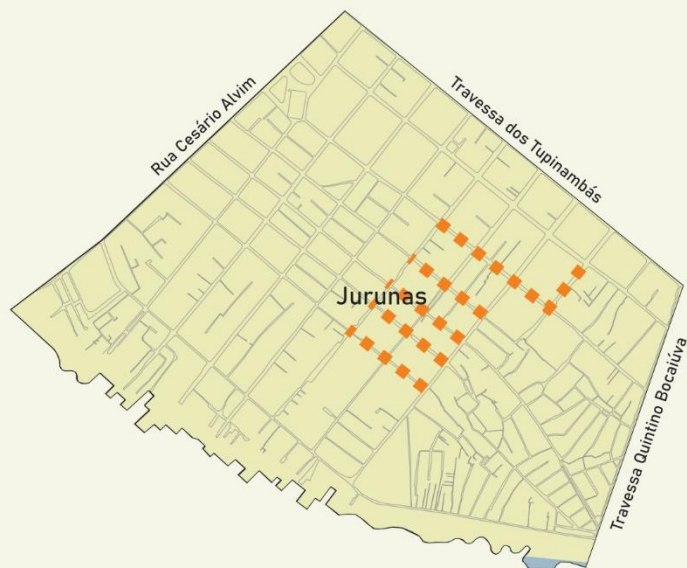 Rua Cesário Alvim
Travessa dos Tupinambás
Jurunas
Travessa Quintino Bocaiúva